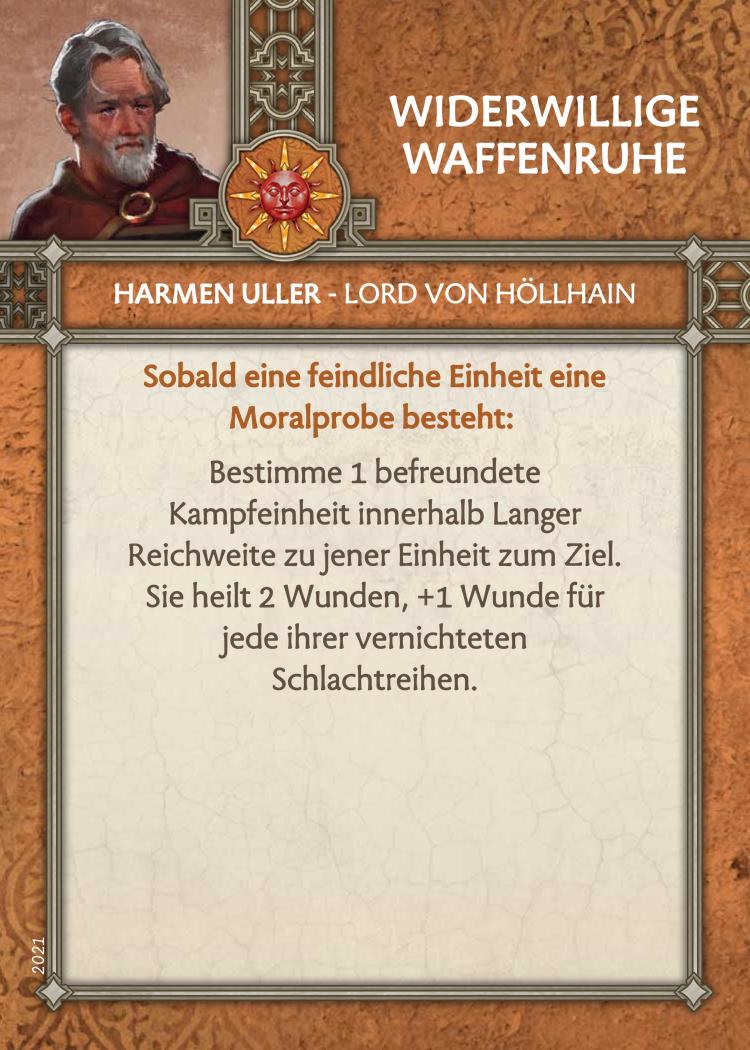 WIDERWILLIGE
WAFFENRUHE
HARMEN ULLER - LORD VON HÖLLHAIN
Sobald eine feindliche Einheit eine
Moralprobe besteht:
Bestimme 1 befreundete
Kampfeinheit innerhalb Langer
Reichweite zu jener Einheit zum Ziel.
Sie heilt 2 Wunden, +1 Wunde für
jede ihrer vernichteten
Schlachtreihen.
2021